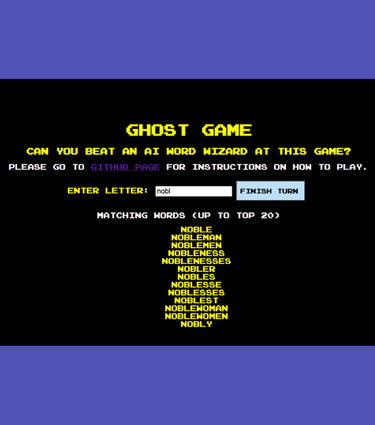 GHOST GAME
CAN YOU BEAT AN AI WORD WIZARD AT THIS GAME?
PLEASE GO TO GITHUB PAGE FOR INSTRUCTIONS ON HOW TO PLAY.
ENTER LETTER: nobl FINISH TURN
MATCHING WORDS (UP TO TOP 20)
NOBLE
NOBLEMAN
NOBLEMEN
NOBLENESS
NOBLENESSES
NOBLER
NOBLES
NOBLESSE
NOBLESSES
NOBLEST
NOBLEWOMAN
NOBLEWOMEN
NOBLY